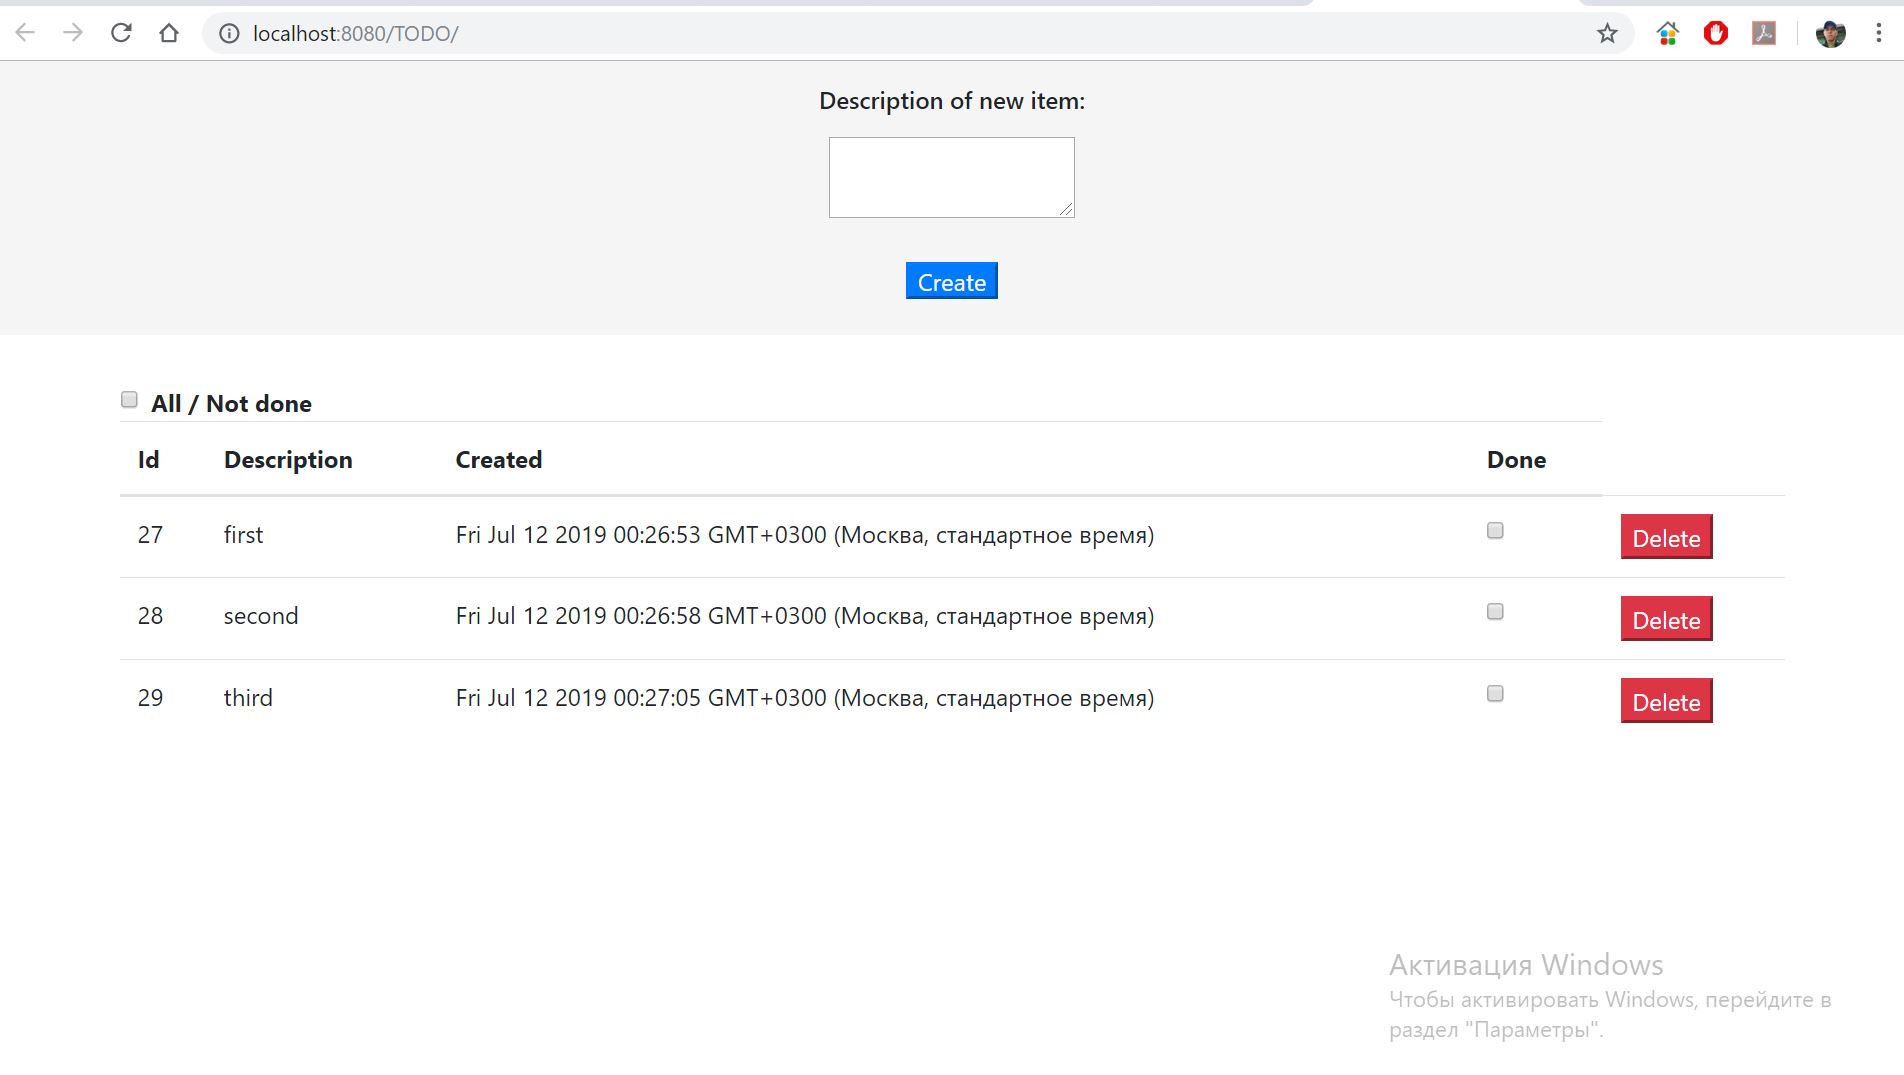 localhost:8080/TODO/
Description of new item:
Create
All / Not done
Id Description Created Done
27 first Fri Jul 12 2019 00:26:53 GMT+0300 (Москва, стандартное время) Delete
28 second Fri Jul 12 2019 00:26:58 GMT+0300 (Москва, стандартное время) Delete
29 third Fri Jul 12 2019 00:27:05 GMT+0300 (Москва, стандартное время) Delete
Активация Windows
Чтобы активировать Windows, перейдите в
раздел "Параметры".